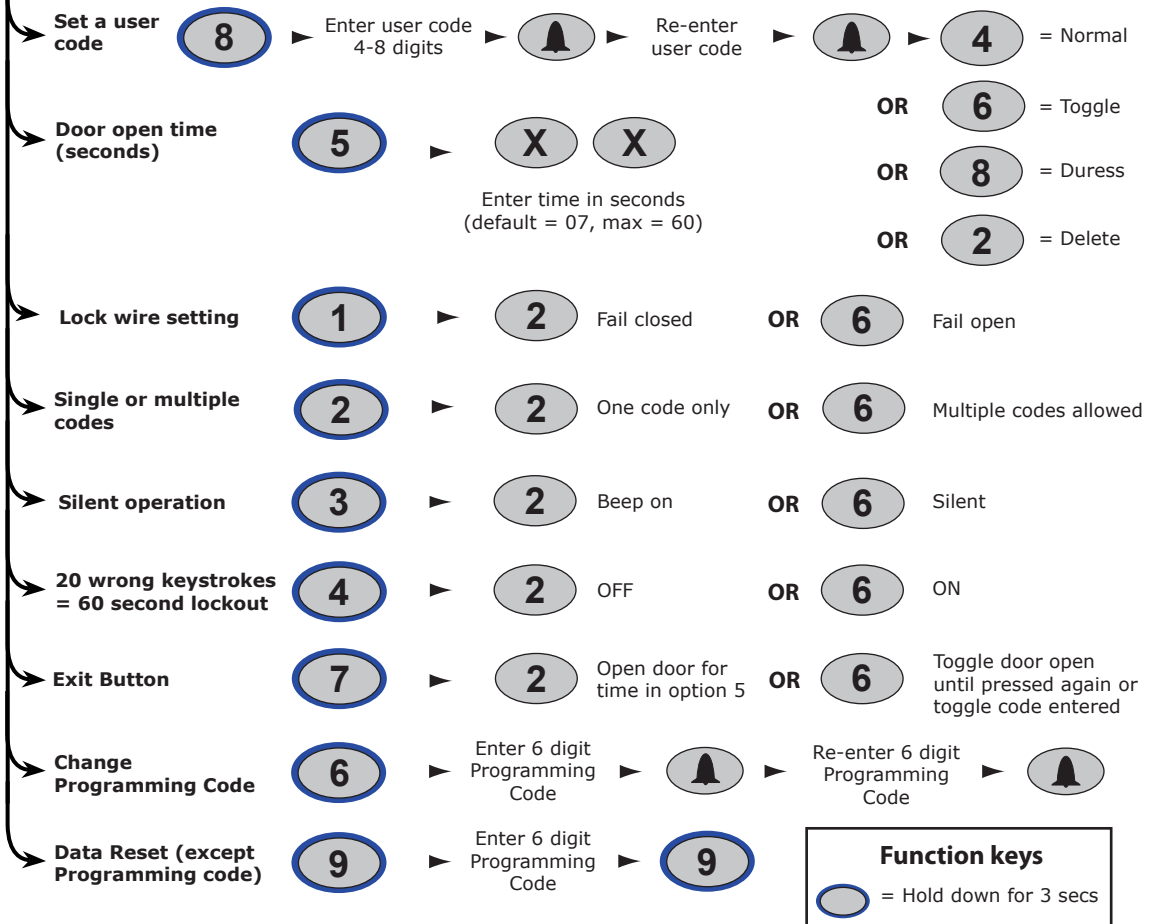 Set a user
code
8
Enter user code
4-8 digits
Re-enter
user code
4
= Normal
OR
6
= Toggle
OR
8
= Duress
OR
2
= Delete
Door open time
(seconds)
5
X
X
Enter time in seconds
(default = 07, max = 60)
Lock wire setting
1
2
Fail closed
OR
6
Fail open
Single or multiple
codes
2
2
One code only
OR
6
Multiple codes allowed
Silent operation
3
2
Beep on
OR
6
Silent
20 wrong keystrokes
= 60 second lockout
4
2
OFF
OR
6
ON
Exit Button
7
2
Open door for
time in option 5
OR
6
Toggle door open
until pressed again or
toggle code entered
Change
Programming Code
6
Enter 6 digit
Programming
Code
Re-enter 6 digit
Programming
Code
Data Reset (except
Programming code)
9
Enter 6 digit
Programming
Code
9
Function keys
= Hold down for 3 secs